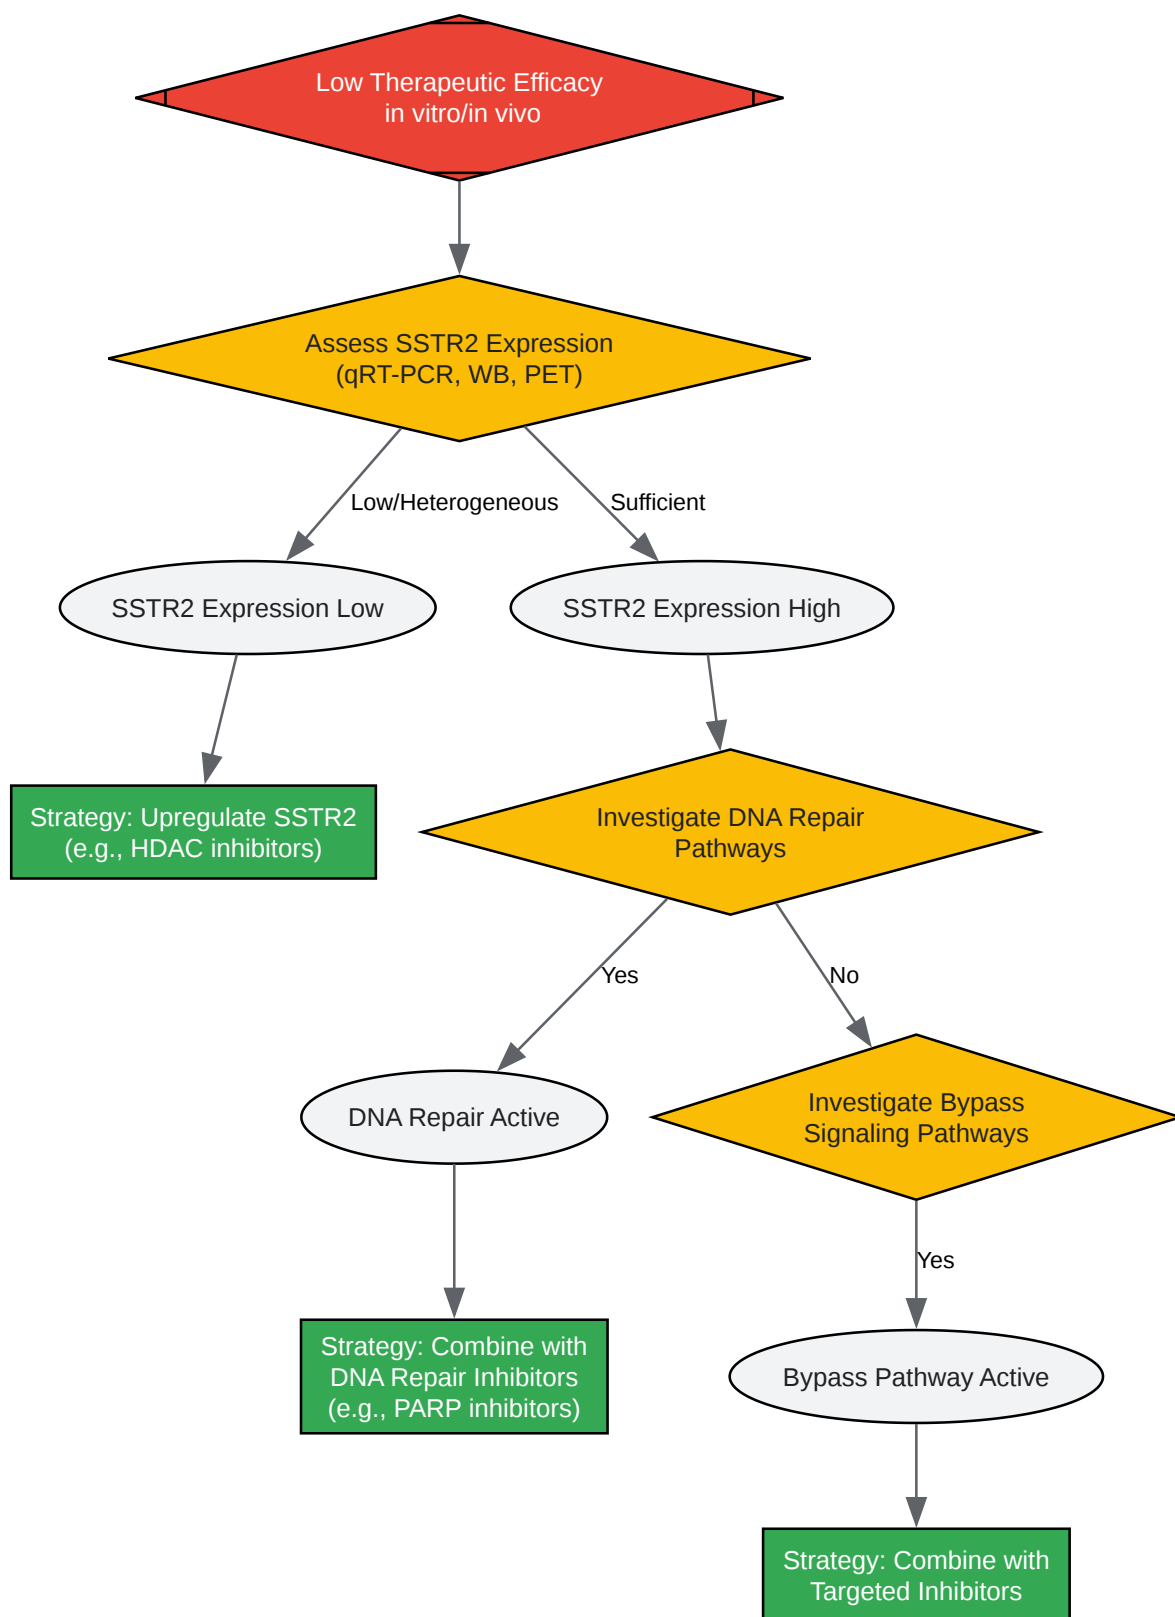 Low Therapeutic Efficacy
in vitro/in vivo
Assess SSTR2 Expression
(qRT-PCR, WB, PET)
Low/Heterogeneous
Sufficient
SSTR2 Expression Low
SSTR2 Expression High
Strategy: Upregulate SSTR2
(e.g., HDAC inhibitors)
Investigate DNA Repair
Pathways
Yes
No
DNA Repair Active
Investigate Bypass
Signaling Pathways
Yes
Strategy: Combine with
DNA Repair Inhibitors
(e.g., PARP inhibitors)
Bypass Pathway Active
Strategy: Combine with
Targeted Inhibitors